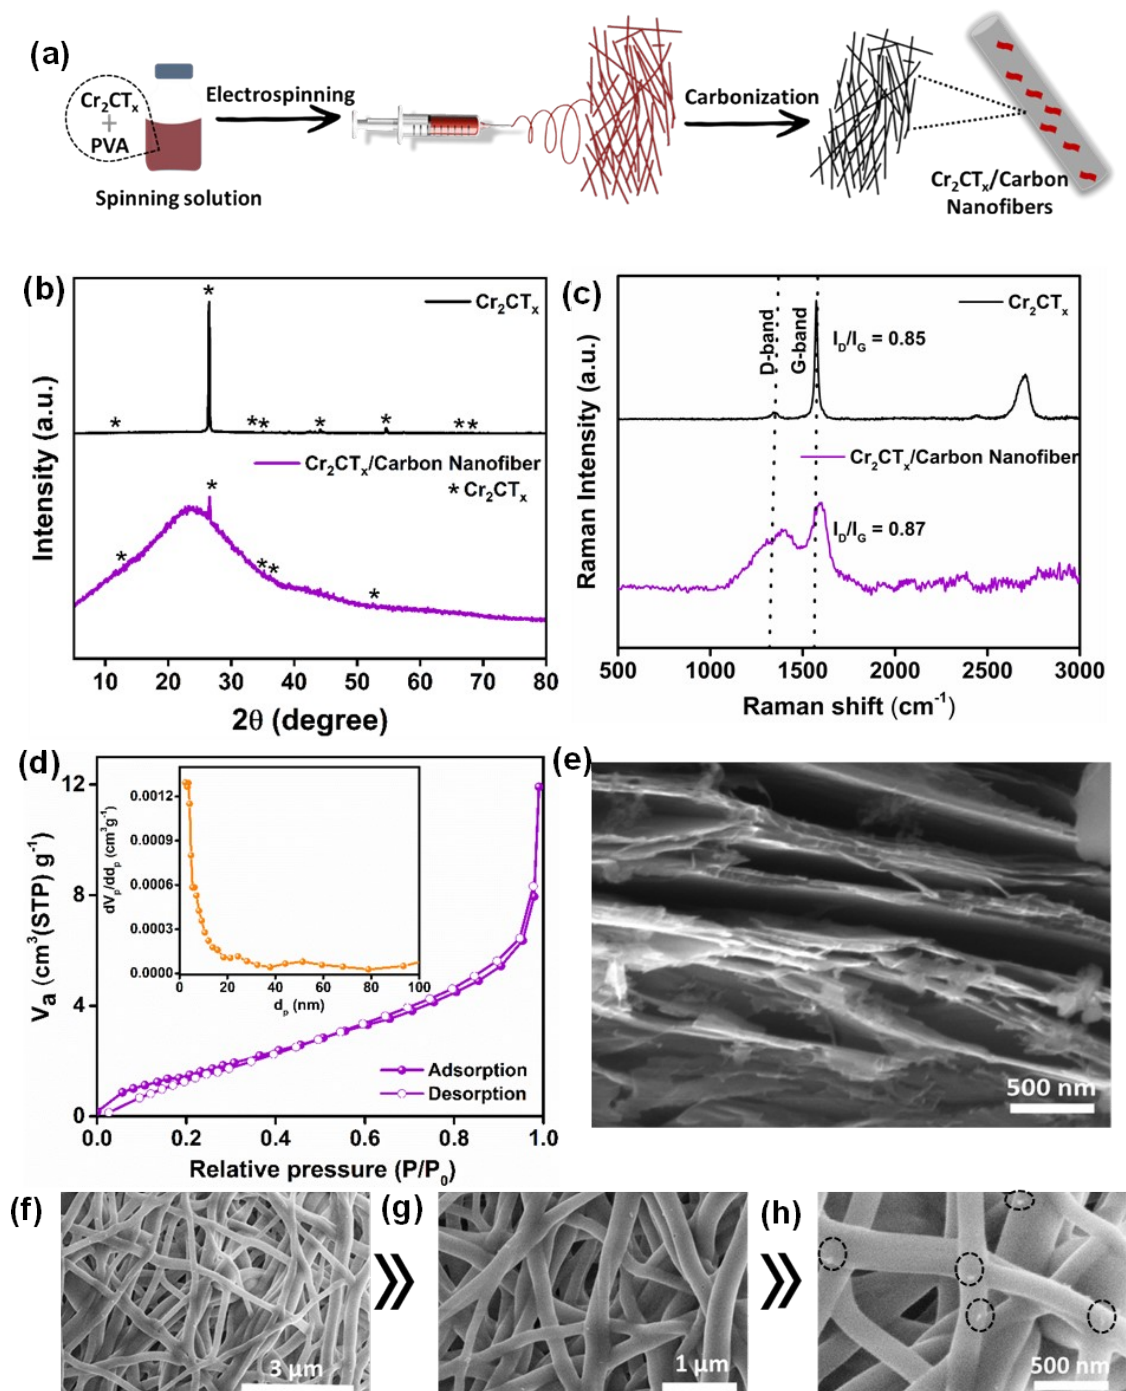 (a)
Cr₂CTₓ
+
PVA
Spinning solution
Electrospinning
Carbonization
Cr₂CTₓ/Carbon
Nanofibers
(b)
Intensity (a.u.)
*
Cr₂CTₓ
* * * * * * *
Cr₂CTₓ/Carbon Nanofiber
* Cr₂CTₓ
*
* * * *
10 20 30 40 50 60 70 80
2θ (degree)
(c)
Raman Intensity (a.u.)
D-band
G-band
Cr₂CTₓ
I_D/I_G = 0.85
Cr₂CTₓ/Carbon Nanofiber
I_D/I_G = 0.87
500 1000 1500 2000 2500 3000
Raman shift (cm⁻¹)
(d)
Vₐ (cm³(STP) g⁻¹)
12
8
4
0
dVₚ/ddₚ (cm³g⁻¹)
0.0012
0.0009
0.0006
0.0003
0.0000
0 20 40 60 80 100
dₚ (nm)
Adsorption
Desorption
0.0 0.2 0.4 0.6 0.8 1.0
Relative pressure (P/P₀)
(e)
500 nm
(f)
3 μm
(g)
1 μm
(h)
500 nm